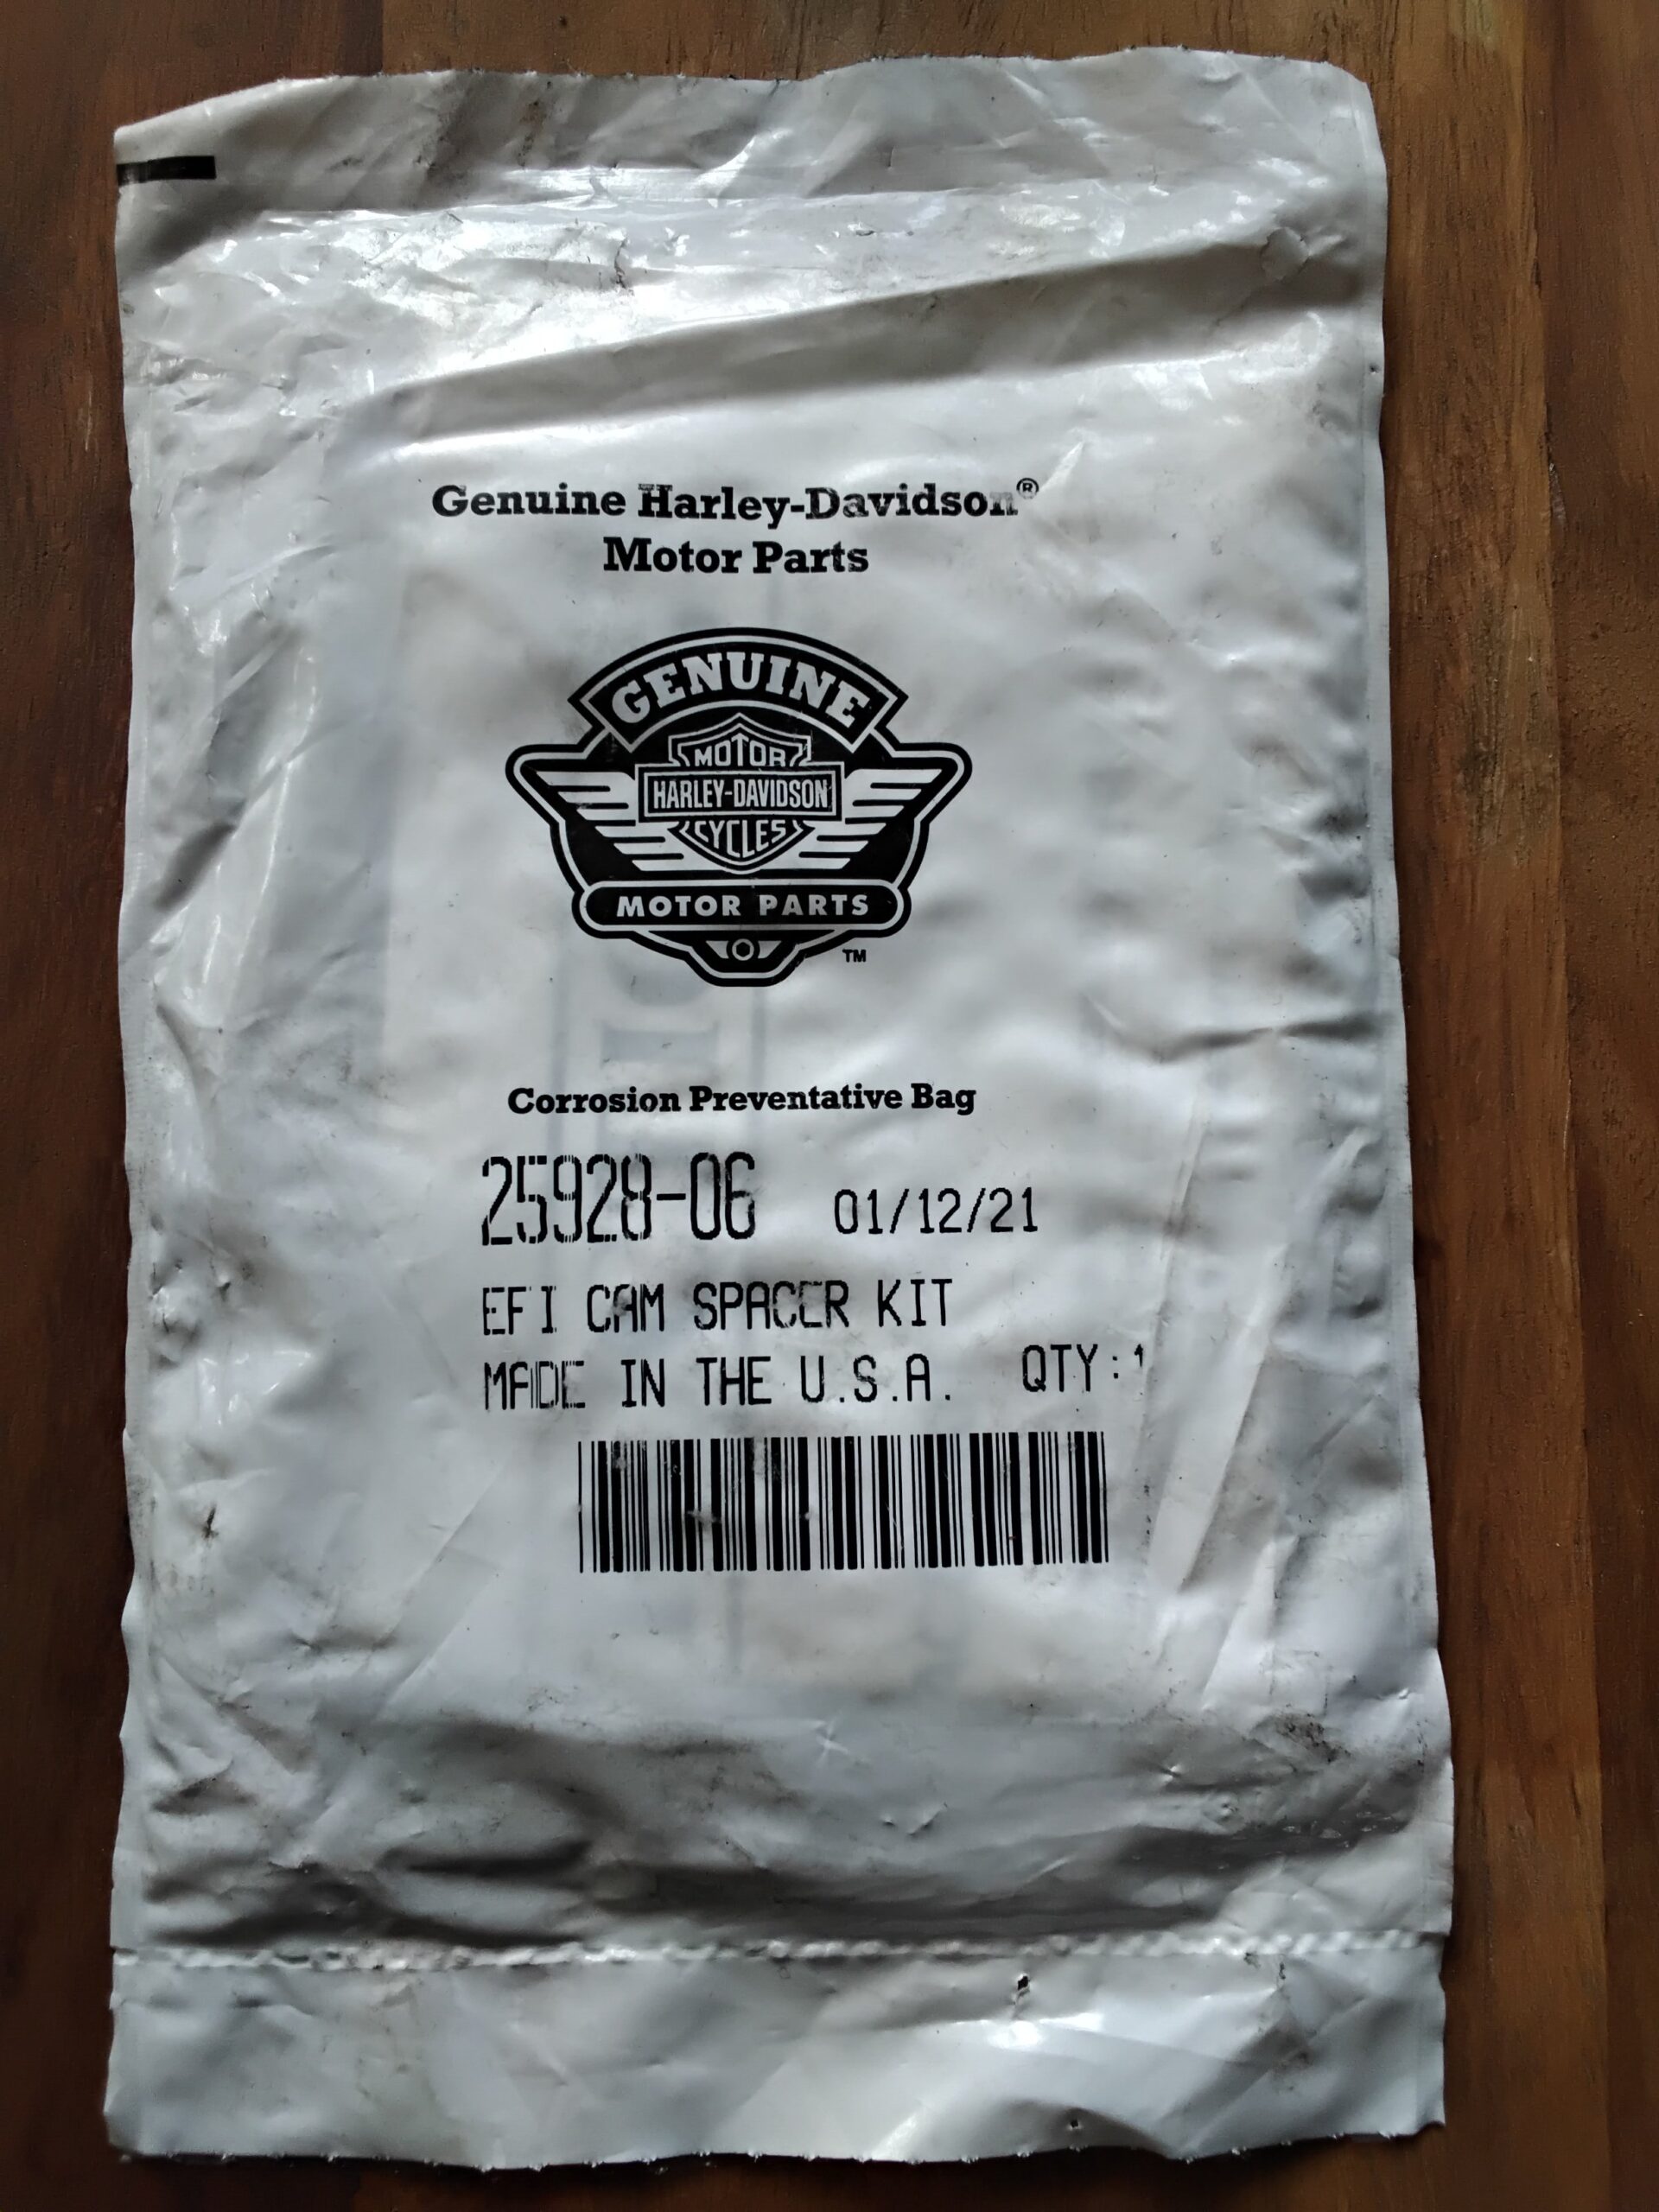 Genuine Harley-Davidson®
Motor Parts
GENUINE
MOTOR
HARLEY-DAVIDSON
CYCLES
MOTOR PARTS
TM
Corrosion Preventative Bag
25928-06 01/12/21
EFI CAM SPACER KIT
MADE IN THE U.S.A. QTY:1